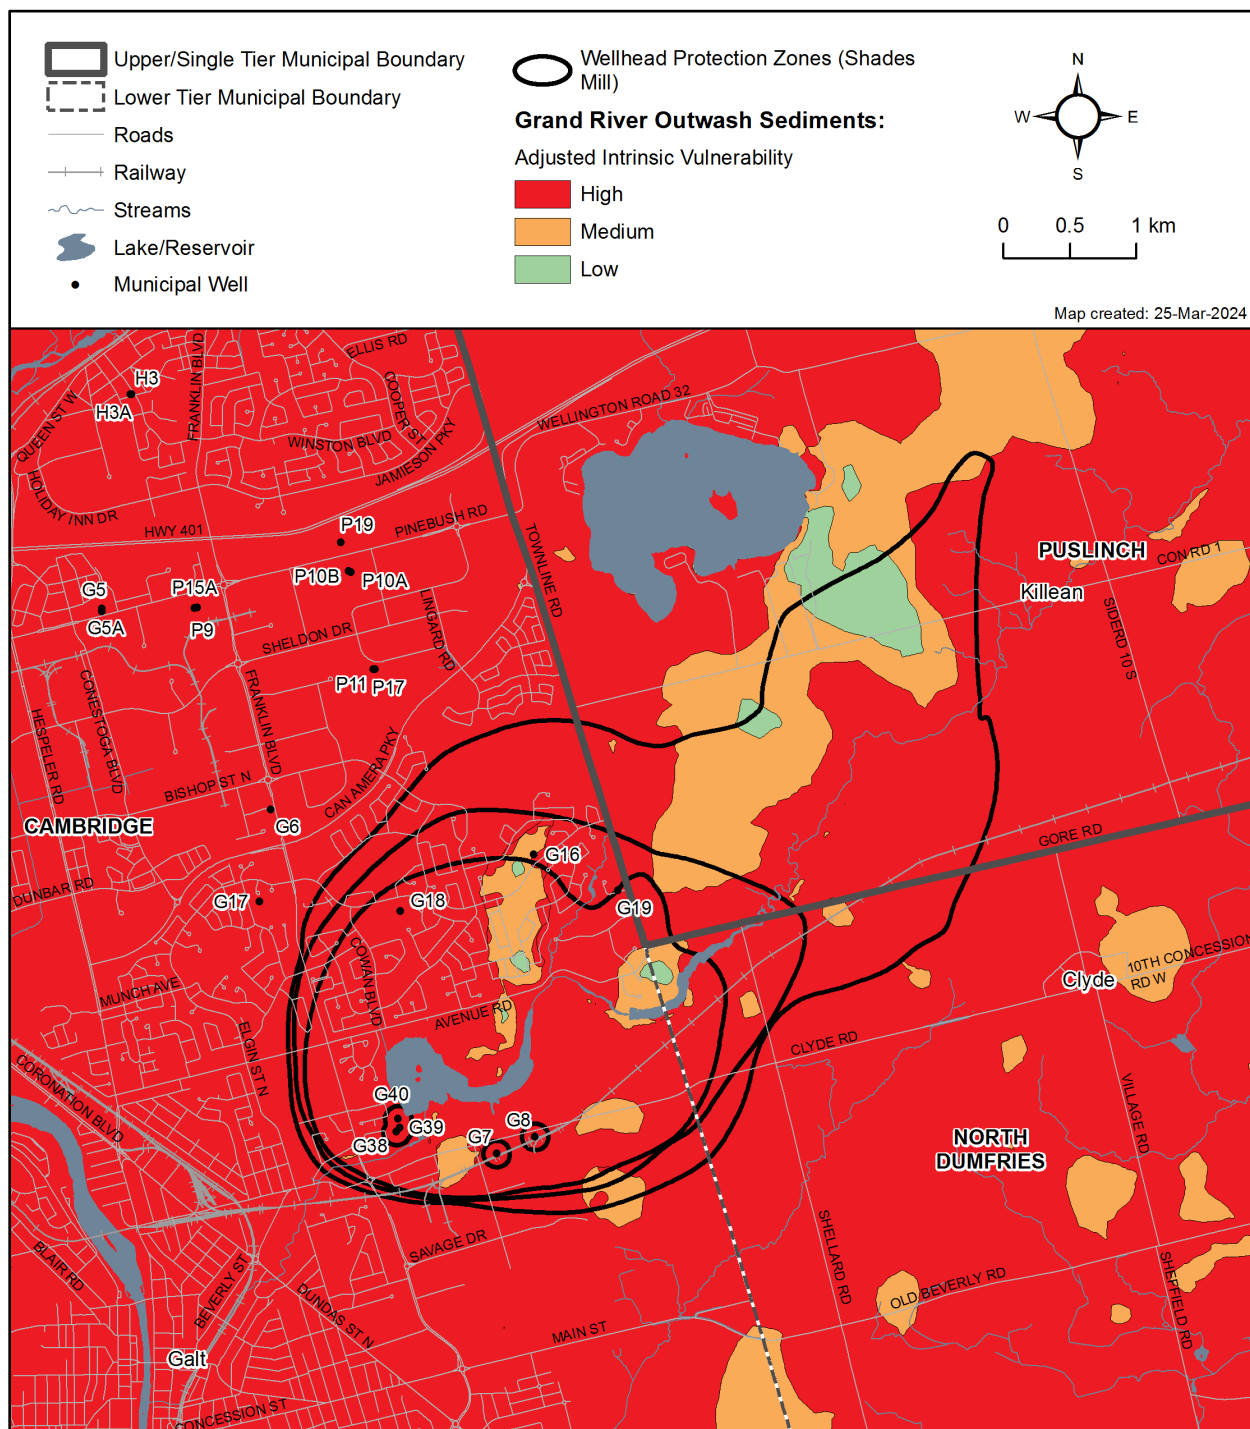 Upper/Single Tier Municipal Boundary
Lower Tier Municipal Boundary
Roads
Railway
Streams
Lake/Reservoir
Municipal Well
Wellhead Protection Zones (Shades
Mill)
Grand River Outwash Sediments:
Adjusted Intrinsic Vulnerability
High
Medium
Low
N
W
E
S
0 0.5 1 km
Map created: 25-Mar-2024
ELLIS RD
FRANKLIN BLVD
H3
H3A
COOPER ST
QUEEN ST W
WINSTON BLVD
JAMIESON PKY
WELLINGTON ROAD 32
HOLIDAY INN DR
HWY 401
P19
PINEBUSH RD
TOWNLINE RD
PUSLINCH
CON RD 1
P10B
P10A
G5
G5A
P15A
P9
Killean
SIDERD 10 S
LINGARD RD
SHELDON DR
P11
P17
CONESTOGA BLVD
FRANKLIN BLVD
HESPELER RD
BISHOP ST N
CAN AMERA PKY
G6
CAMBRIDGE
GORE RD
G16
DUNBAR RD
G17
G18
G19
COWAN BLVD
MUNCH AVE
10TH CONCESSION
RD W
Clyde
AVENUE RD
ELGIN ST N
CLYDE RD
CORONATION BLVD
G40
G39
G38
G7
G8
VILLAGE RD
NORTH
DUMFRIES
SAVAGE DR
SHELLARD RD
BLAIR RD
BEVERLY ST
DUNDAS ST N
OLD BEVERLY RD
SHEFFIELD RD
MAIN ST
Galt
CONCESSION ST